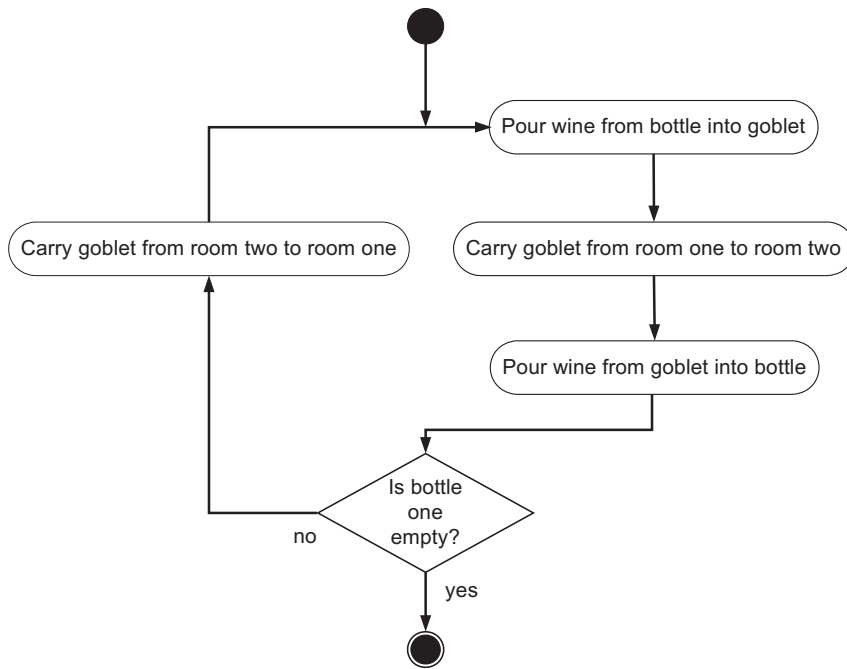 Pour wine from bottle into goblet
Carry goblet from room two to room one
Carry goblet from room one to room two
Pour wine from goblet into bottle
Is bottle
one
empty?
no
yes